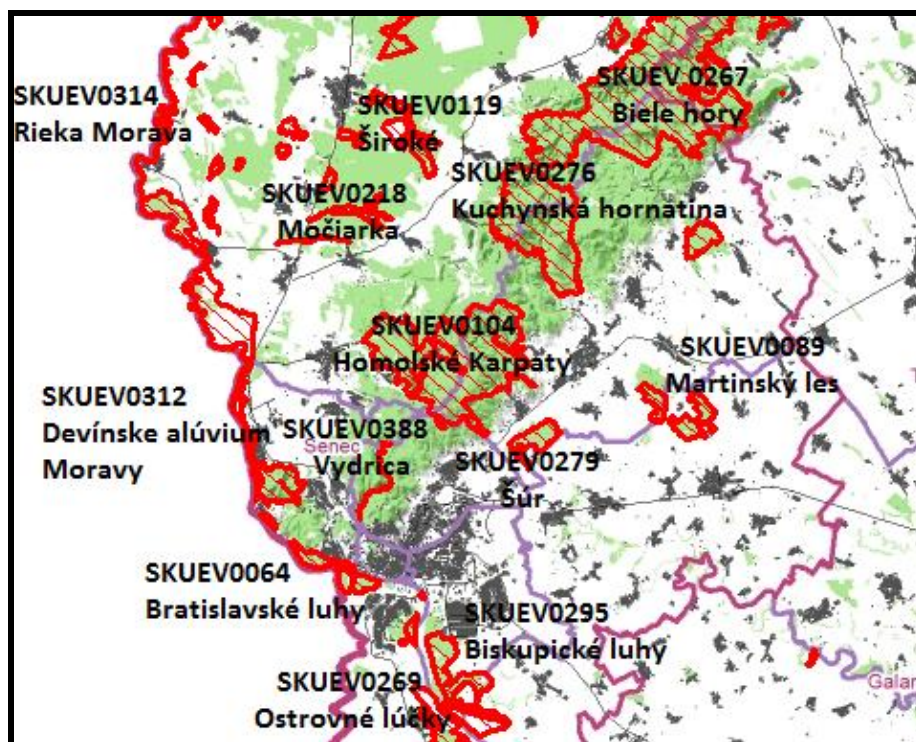 SKUEV 0267
Biele hory
SKUEV0314
Rieka Morava
SKUEV0119
Široké
SKUEV0276
Kuchynská hornatina
SKUEV0218
Močiarka
SKUEV0104
Homolské Karpaty
SKUEV0089
Martinský les
SKUEV0312
Devínske alúvium
Moravy
SKUEV0388
Senec
Vydrica
SKUEV0279
Šúr
SKUEV0064
Bratislavské luhy
SKUEV0295
Biskupické luhy
SKUEV0269
Ostrovné lúčky
Galan